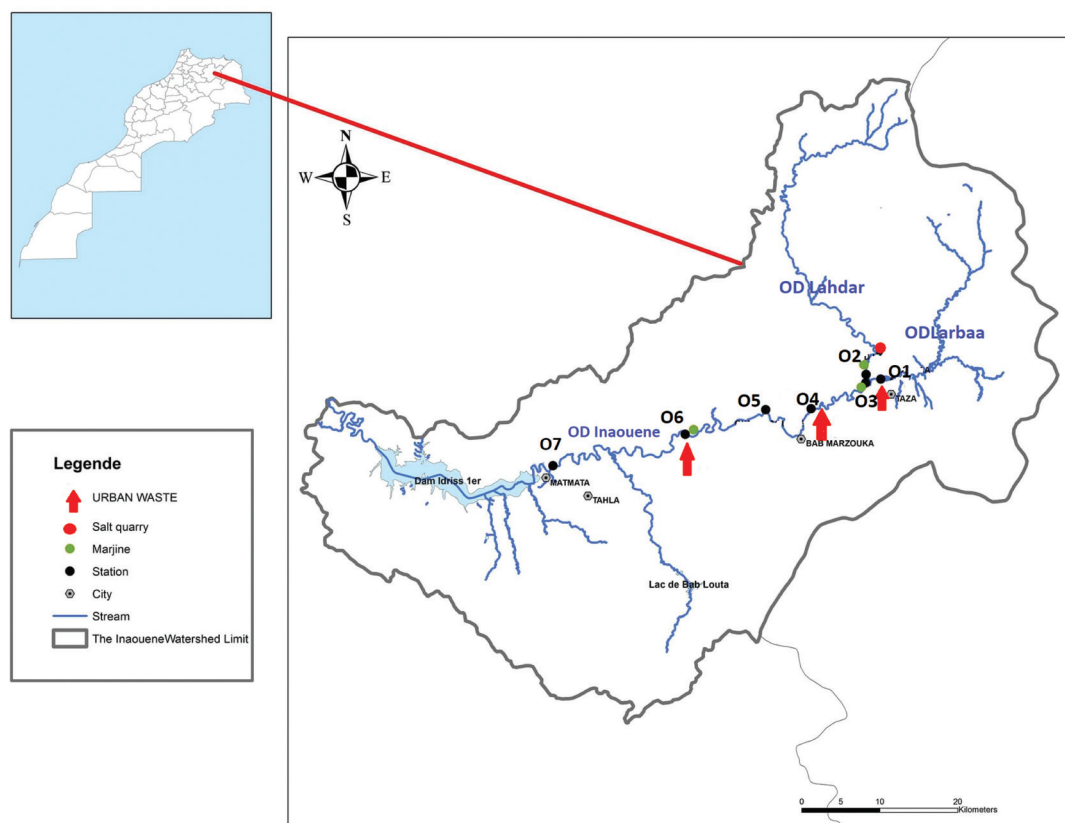 N
W E
S
OD Lahdar
ODLarbaa
O2
O1
O3
TAZA
O4
O5
BAB MARZOUKA
O6
OD Inaouene
O7
MATMATA
Dam Idriss 1er
TAHLA
Lac de Bab Louta
Legende
URBAN WASTE
Salt quarry
Marjine
Station
City
Stream
The InaoueneWatershed Limit
0 5 10 20
Kilometers